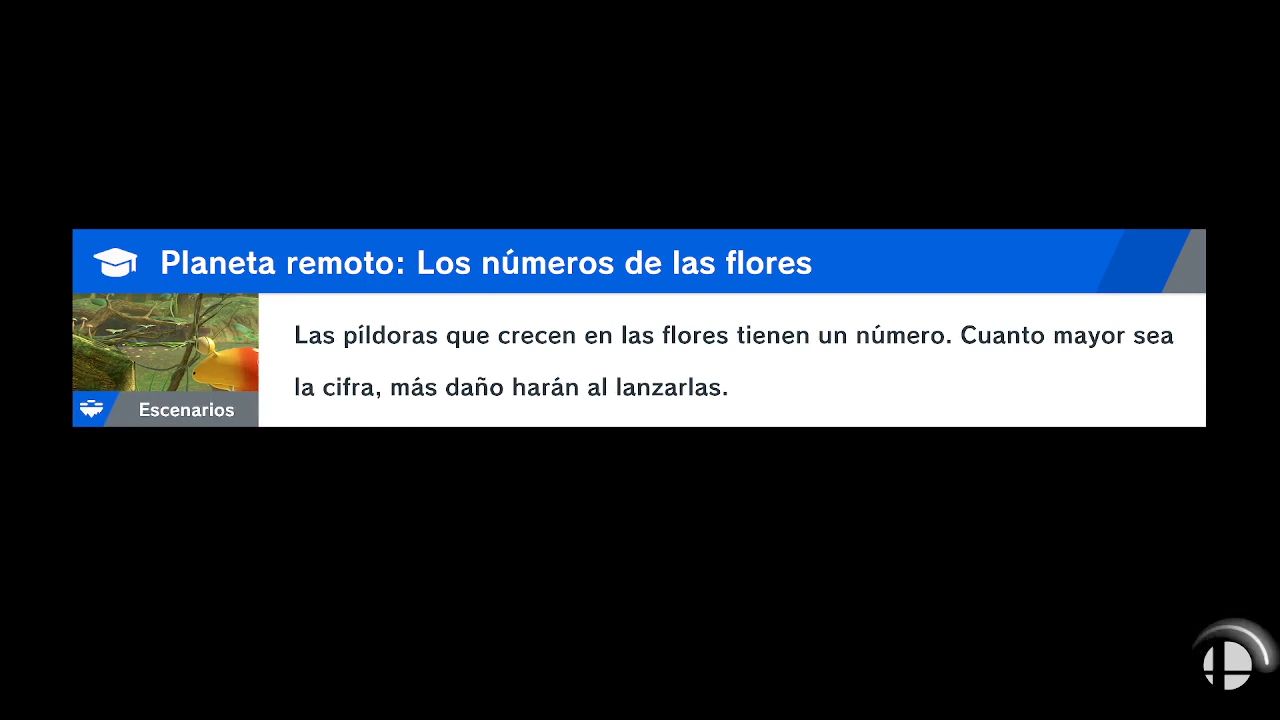 Planeta remoto: Los números de las flores
Las píldoras que crecen en las flores tienen un número. Cuanto mayor sea
la cifra, más daño harán al lanzarlas.
Escenarios